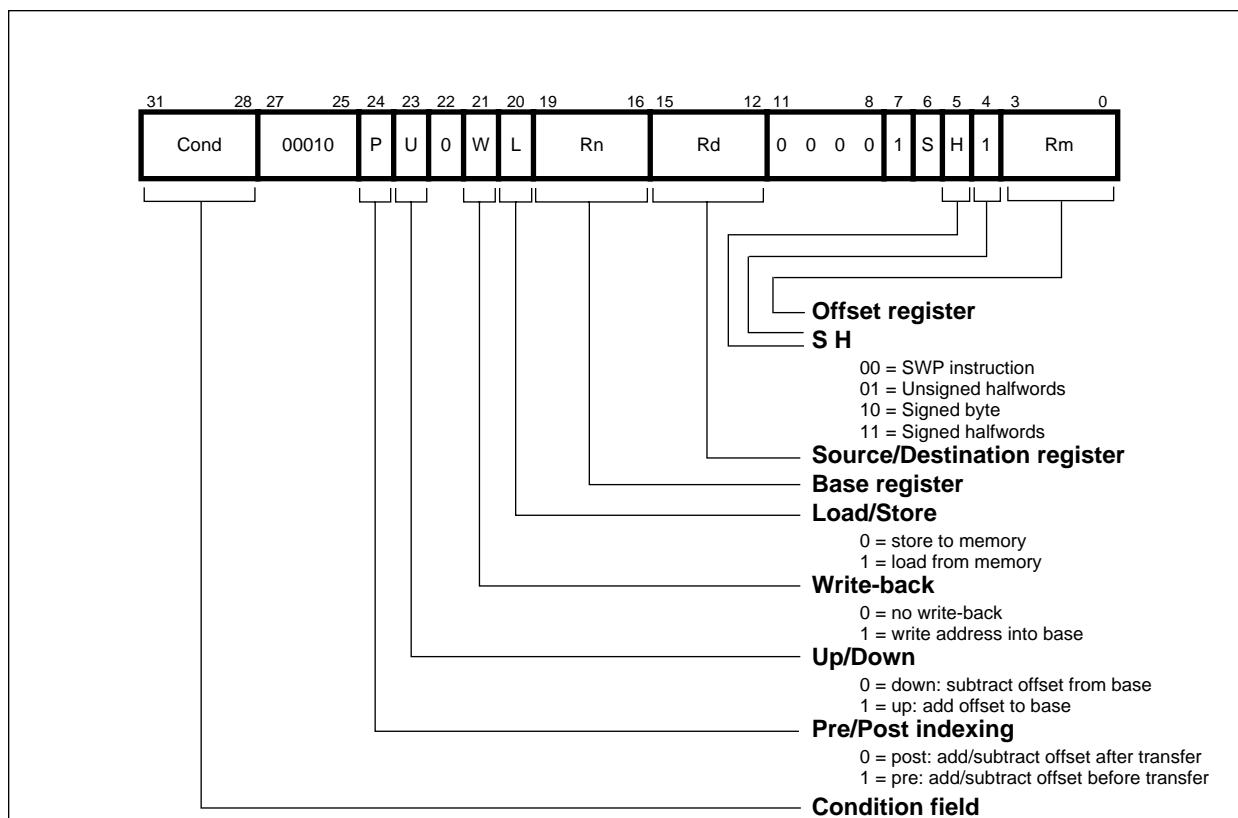 31 28 27 25 24 23 22 21 20 19 16 15 12 11 8 7 6 5 4 3 0
Cond 00010 P U 0 W L Rn Rd 0 0 0 0 1 S H 1 Rm
Offset register
S H
00 = SWP instruction
01 = Unsigned halfwords
10 = Signed byte
11 = Signed halfwords
Source/Destination register
Base register
Load/Store
0 = store to memory
1 = load from memory
Write-back
0 = no write-back
1 = write address into base
Up/Down
0 = down: subtract offset from base
1 = up: add offset to base
Pre/Post indexing
0 = post: add/subtract offset after transfer
1 = pre: add/subtract offset before transfer
Condition field